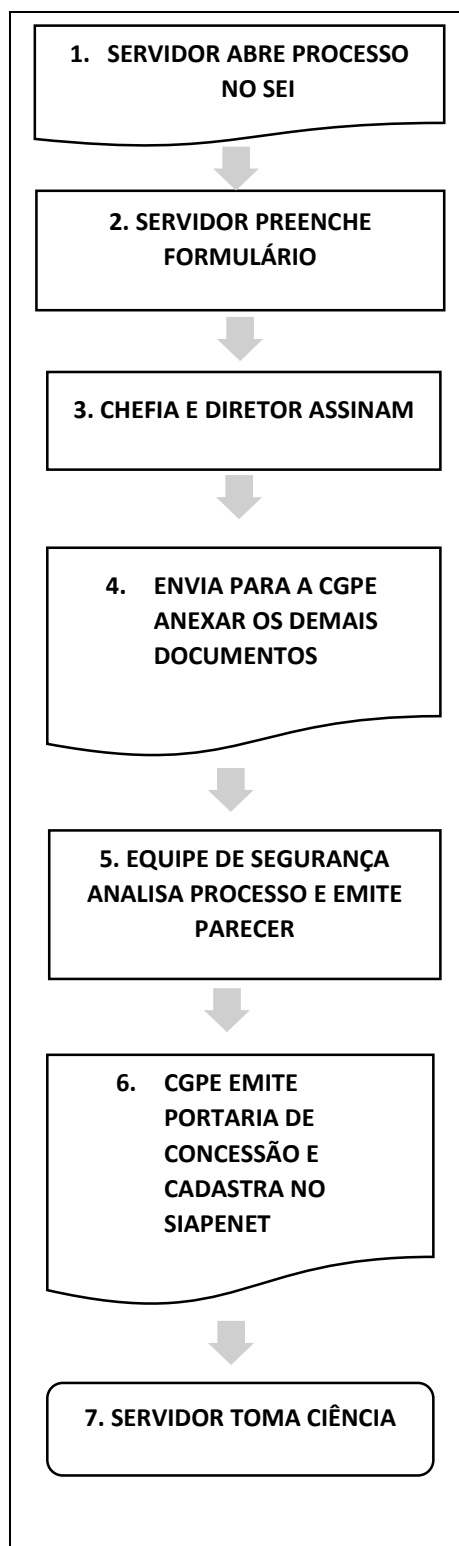 1. SERVIDOR ABRE PROCESSO
NO SEI
2. SERVIDOR PREENCHE
FORMULÁRIO
3. CHEFIA E DIRETOR ASSINAM
4. ENVIA PARA A CGPE
ANEXAR OS DEMAIS
DOCUMENTOS
5. EQUIPE DE SEGURANÇA
ANALISA PROCESSO E EMITE
PARECER
6. CGPE EMITE
PORTARIA DE
CONCESSÃO E
CADASTRA NO
SIAPENET
7. SERVIDOR TOMA CIÊNCIA